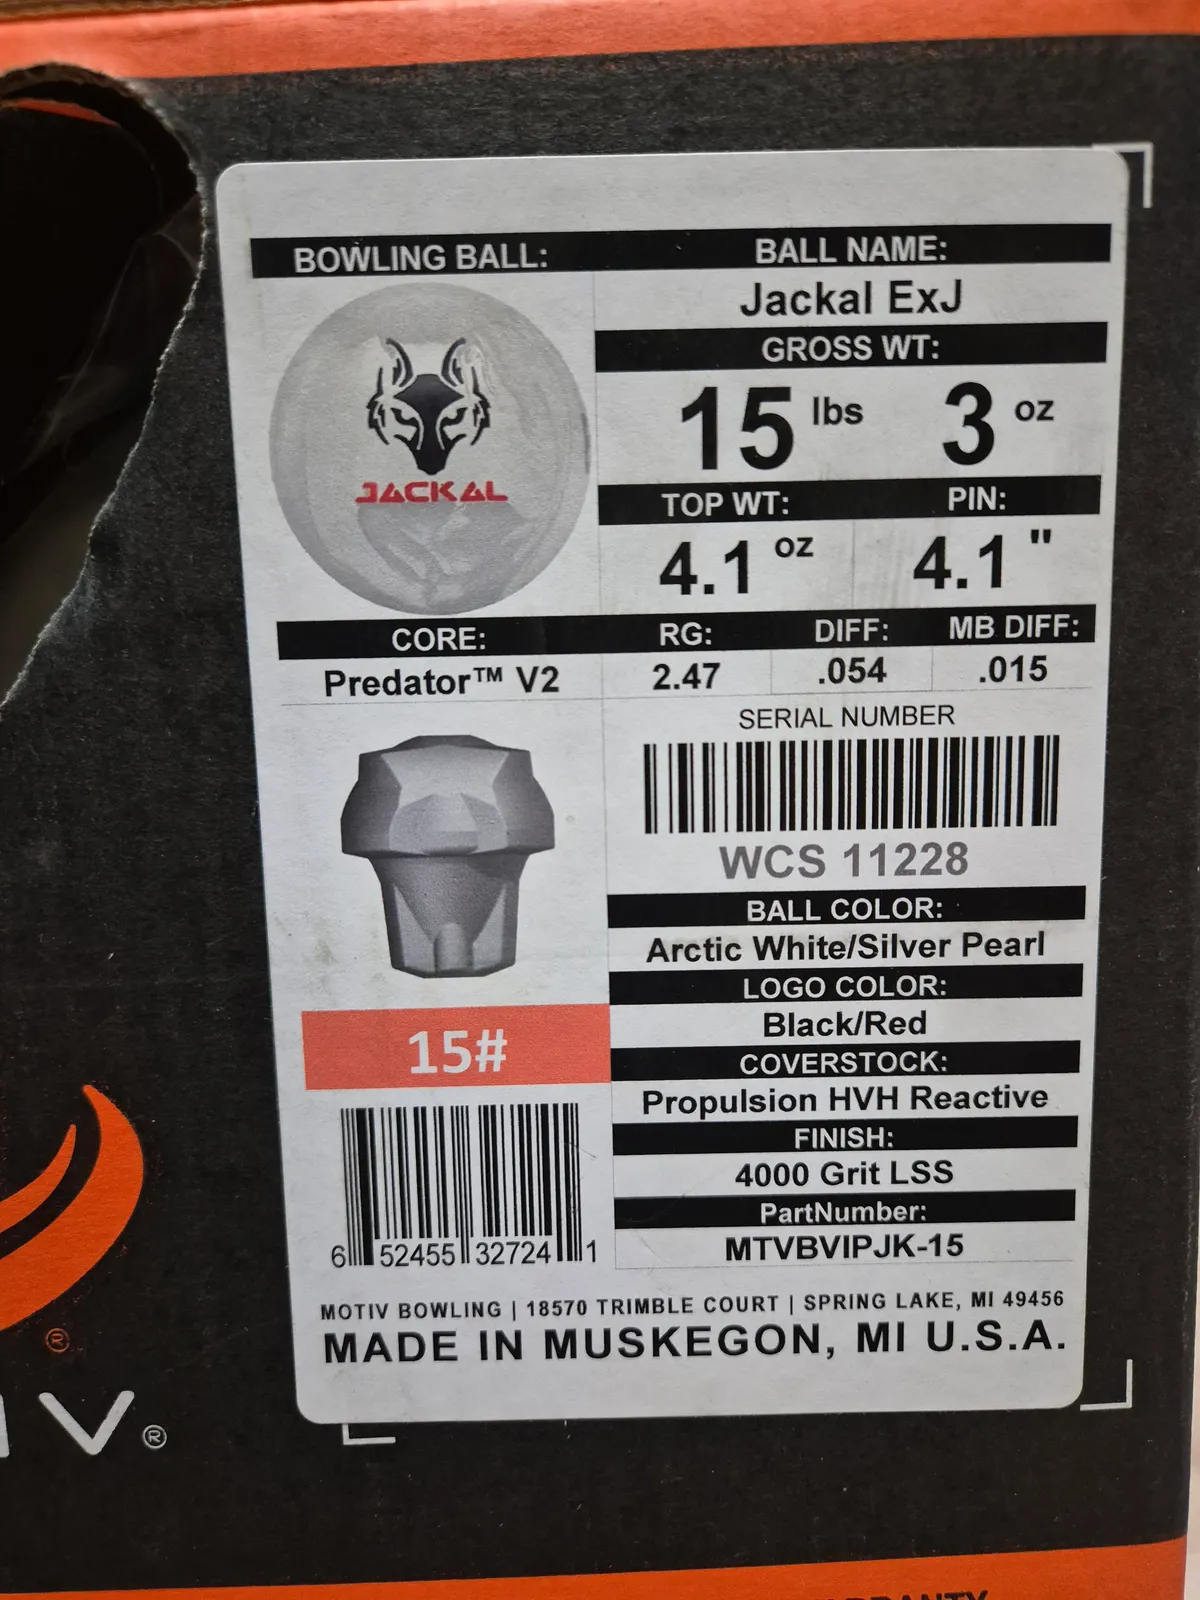 BOWLING BALL:
BALL NAME:
Jackal ExJ
GROSS WT:
15 lbs 3 oz
JACKAL
TOP WT: PIN:
4.1 oz 4.1 "
CORE: RG: DIFF: MB DIFF:
Predator™ V2 2.47 .054 .015
SERIAL NUMBER
WCS 11228
BALL COLOR:
Arctic White/Silver Pearl
LOGO COLOR:
Black/Red
15#
COVERSTOCK:
Propulsion HVH Reactive
FINISH:
4000 Grit LSS
PartNumber:
MTVBVIPJK-15
6 52455 32724 1
MOTIV BOWLING | 18570 TRIMBLE COURT | SPRING LAKE, MI 49456
MADE IN MUSKEGON, MI U.S.A.
®
IV®